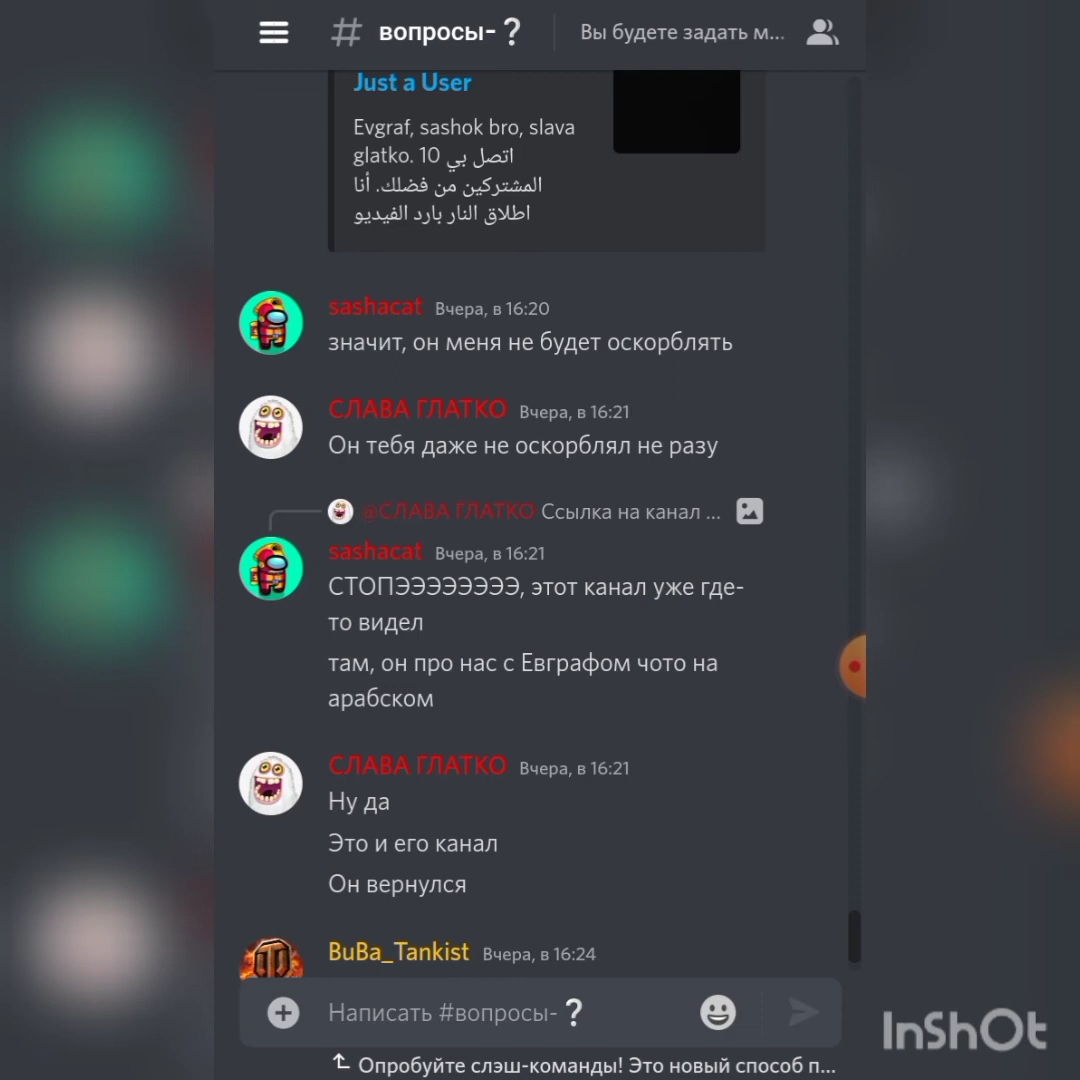 # вопросы-❓
Вы будете задать м...
Just a User
Evgraf, sashok bro, slava
glatko. 10 اتصل بي
المشتركين من فضلك. أنا
اطلاق النار بارد الفيديو
sashacat Вчера, в 16:20
значит, он меня не будет оскорблять
СЛАВА ГЛАТКО Вчера, в 16:21
Он тебя даже не оскорблял не разу
@СЛАВА ГЛАТКО Ссылка на канал ...
sashacat Вчера, в 16:21
СТОПЭЭЭЭЭЭЭЭ, этот канал уже где-
то видел
там, он про нас с Евграфом чото на
арабском
СЛАВА ГЛАТКО Вчера, в 16:21
Ну да
Это и его канал
Он вернулся
BuBa_Tankist Вчера, в 16:24
Написать #вопросы-❓
Опробуйте слэш-команды! Это новый способ п...
InShOt